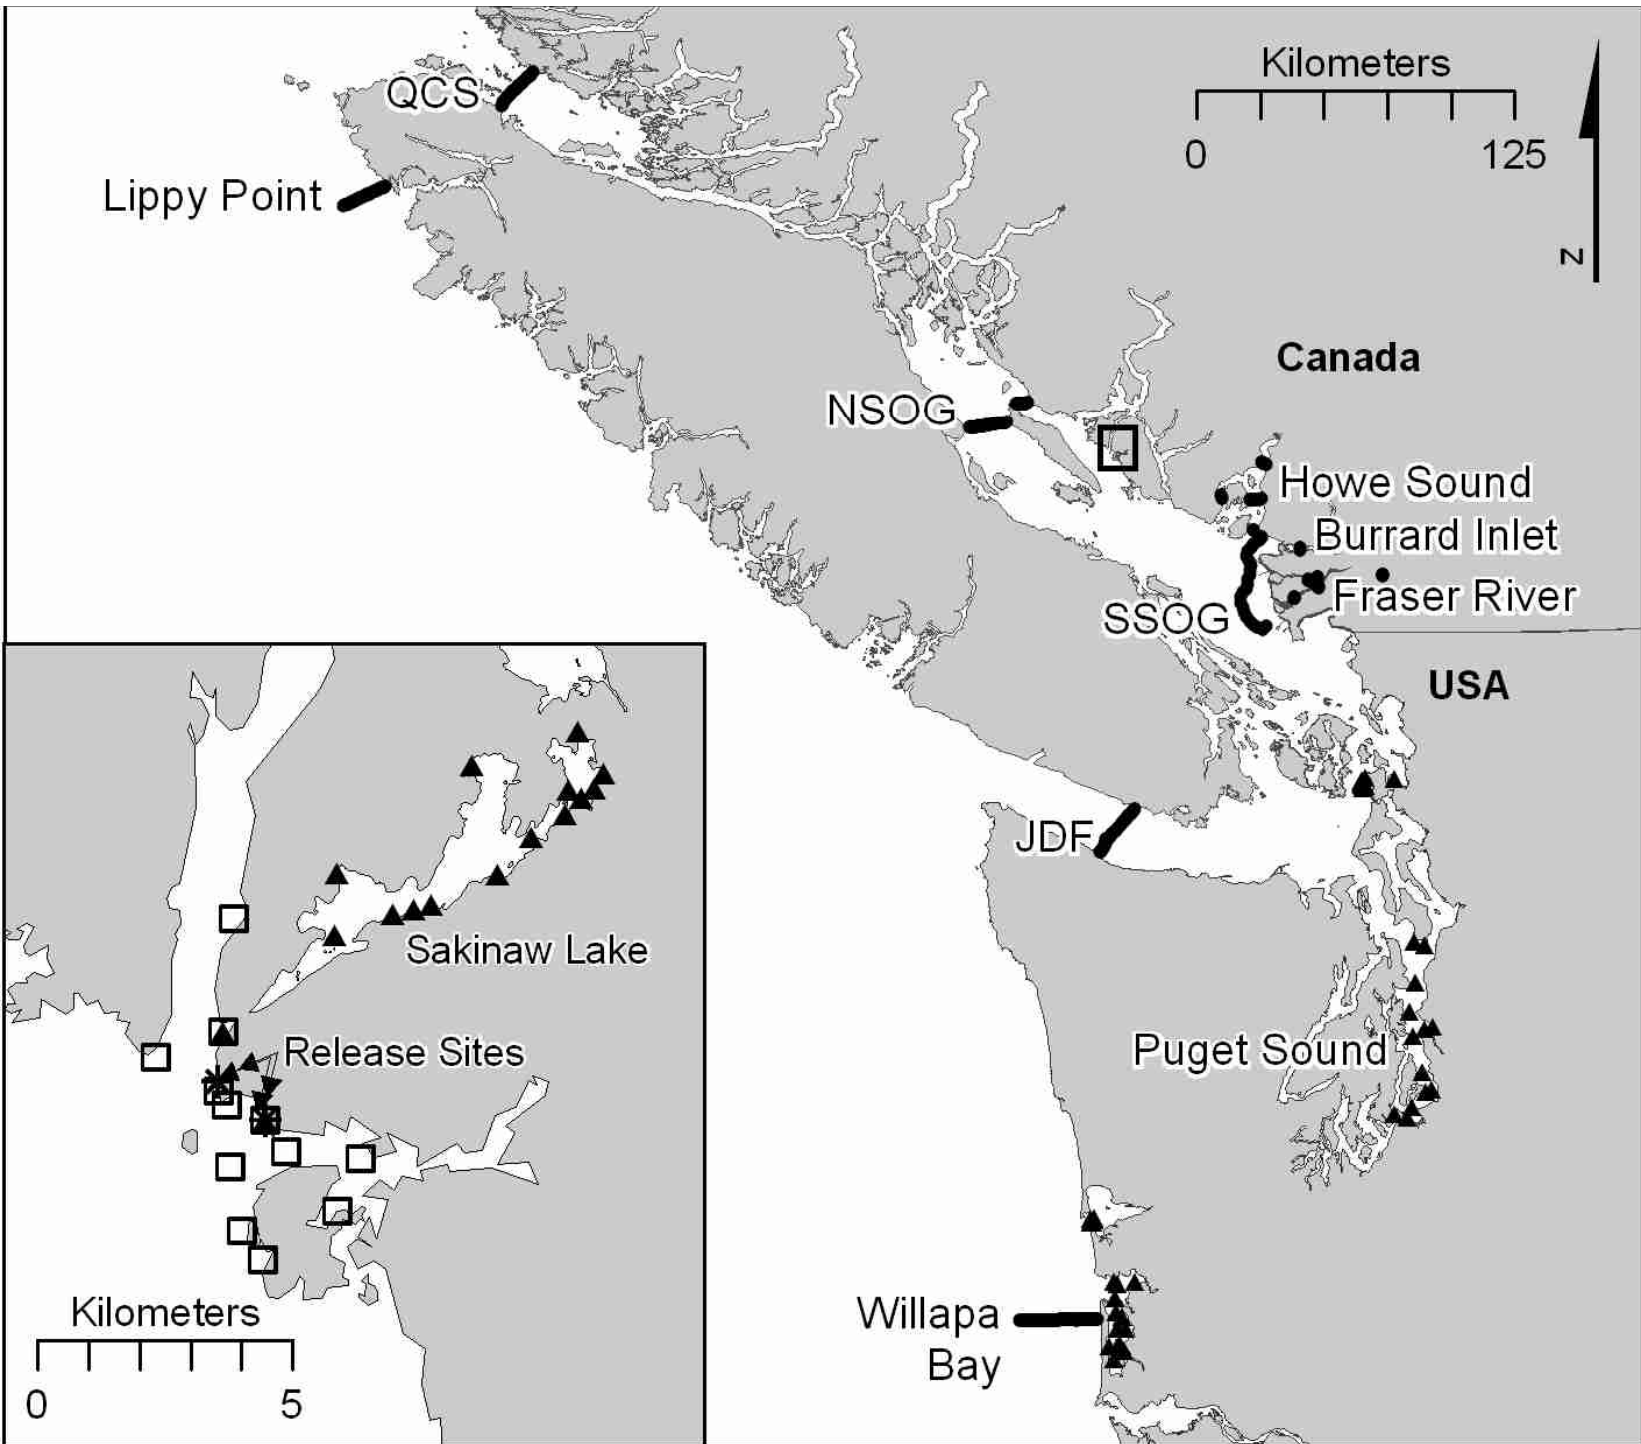 QCS
Kilometers
0 125
Lippy Point
N
Canada
NSOG
Howe Sound
Burrard Inlet
Fraser River
SSOG
USA
JDF
Sakinaw Lake
Release Sites
Puget Sound
Kilometers
0 5
Willapa
Bay